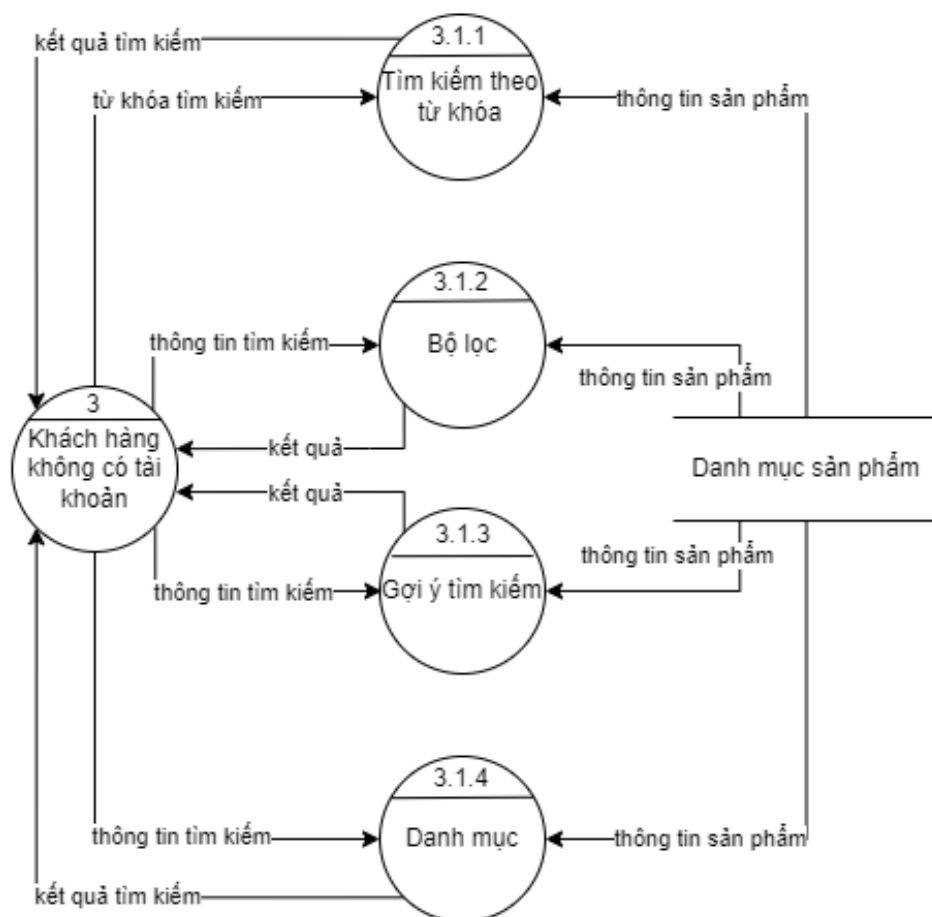 3.1.1
kết quả tìm kiếm
Tìm kiếm theo
từ khóa
từ khóa tìm kiếm
thông tin sản phẩm
3.1.2
thông tin tìm kiếm
Bộ lọc
thông tin sản phẩm
3
Khách hàng
không có tài
khoản
kết quả
Danh mục sản phẩm
kết quả
3.1.3
thông tin sản phẩm
thông tin tìm kiếm
Gợi ý tìm kiếm
3.1.4
thông tin tìm kiếm
Danh mục
thông tin sản phẩm
kết quả tìm kiếm